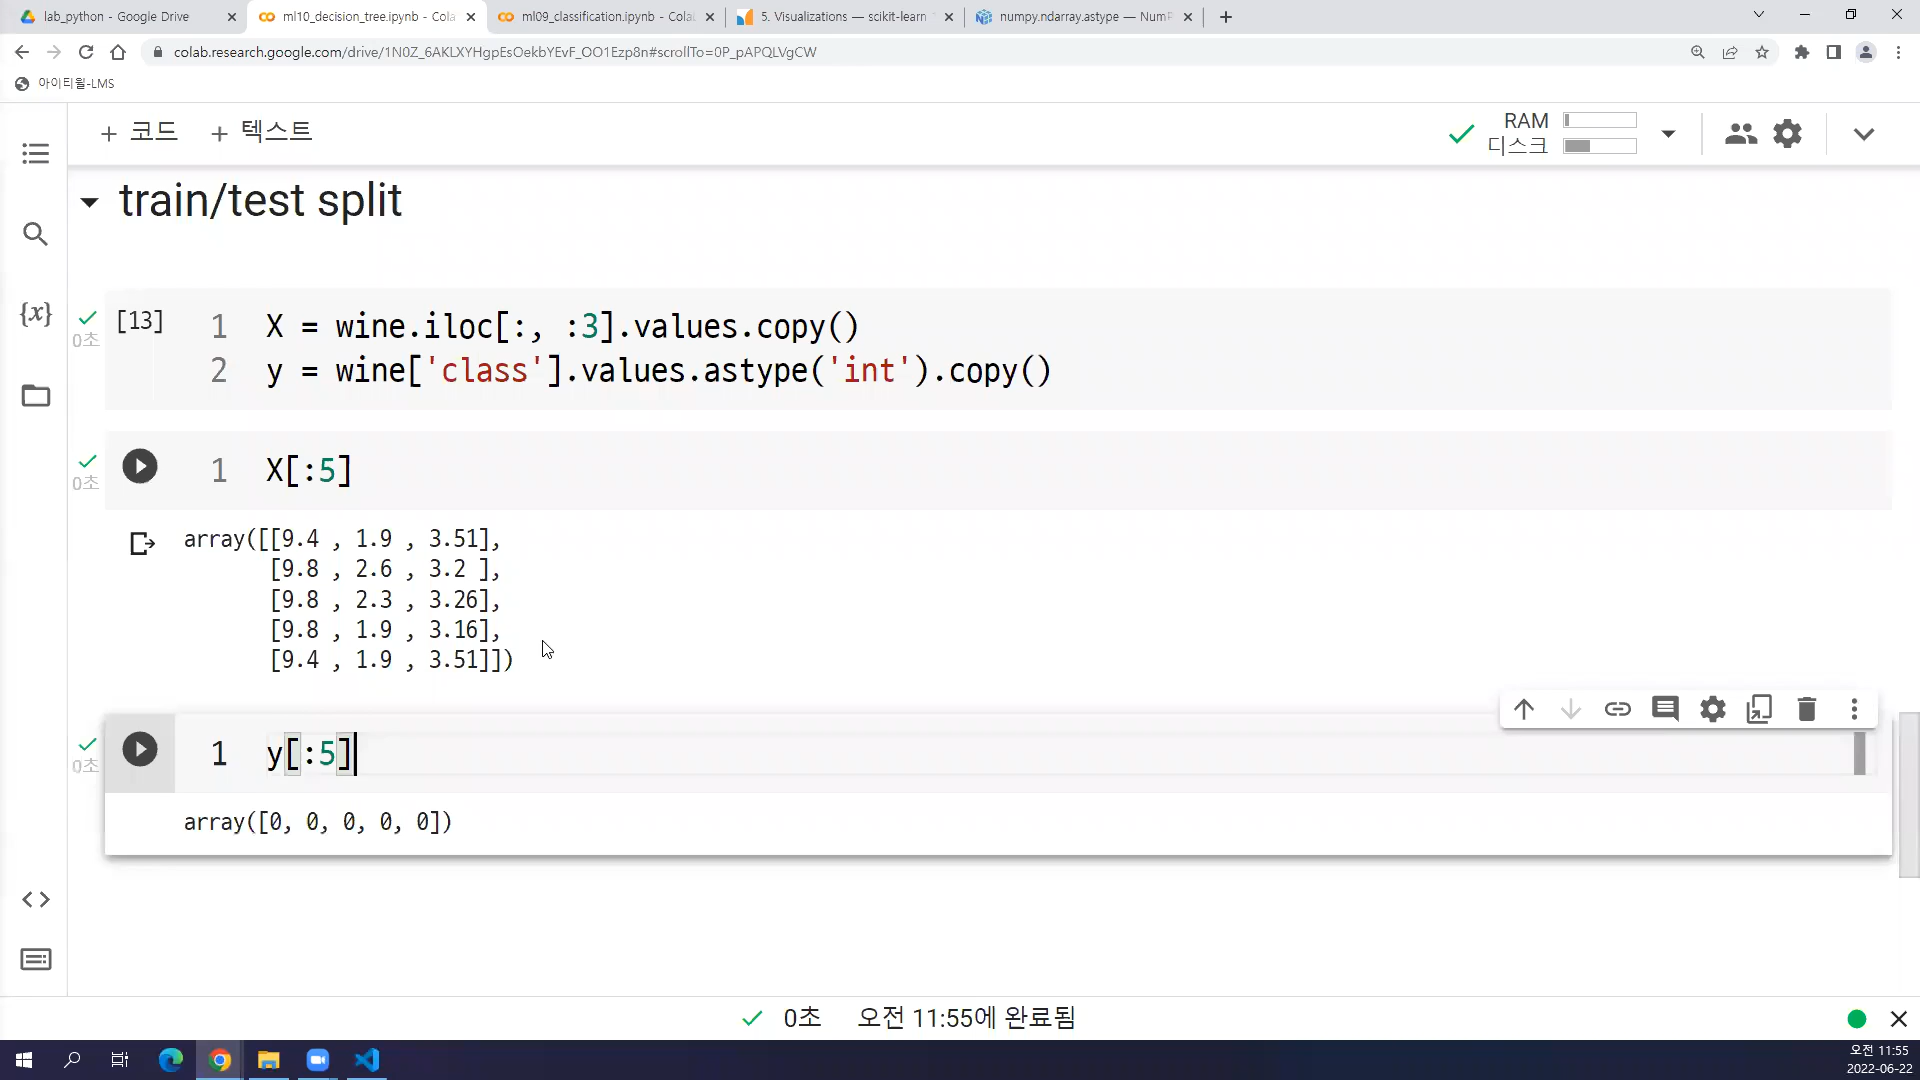 lab_python - Google Drive
ml10_decision_tree.ipynb - Cola
ml09_classification.ipynb - Colab
5. Visualizations — scikit-learn
numpy.ndarray.astype — NumP
colab.research.google.com/drive/1N0Z_6AKLXYHgpEsOekbYEvF_OO1Ezp8n#scrollTo=0P_pAPQLVgCW
아이티윌-LMS
+ 코드 + 텍스트
RAM
디스크
train/test split
[13]
0초
1 X = wine.iloc[:, :3].values.copy()
2 y = wine['class'].values.astype('int').copy()
0초
1 X[:5]
array([[9.4 , 1.9 , 3.51],
[9.8 , 2.6 , 3.2 ],
[9.8 , 2.3 , 3.26],
[9.8 , 1.9 , 3.16],
[9.4 , 1.9 , 3.51]])
0초
1 y[:5]
array([0, 0, 0, 0, 0])
0초 오전 11:55에 완료됨
오전 11:55
2022-06-22